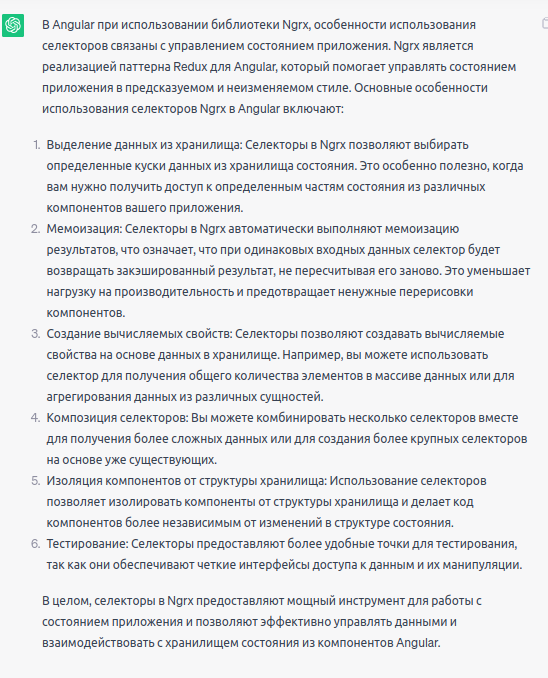 В Angular при использовании библиотеки Ngrx, особенности использования
селекторов связаны с управлением состоянием приложения. Ngrx является
реализацией паттерна Redux для Angular, который помогает управлять состоянием
приложения в предсказуемом и неизменяемом стиле. Основные особенности
использования селекторов Ngrx в Angular включают:
1. Выделение данных из хранилища: Селекторы в Ngrx позволяют выбирать
определенные куски данных из хранилища состояния. Это особенно полезно, когда
вам нужно получить доступ к определенным частям состояния из различных
компонентов вашего приложения.
2. Мемоизация: Селекторы в Ngrx автоматически выполняют мемоизацию
результатов, что означает, что при одинаковых входных данных селектор будет
возвращать закэшированный результат, не пересчитывая его заново. Это уменьшает
нагрузку на производительность и предотвращает ненужные перерисовки
компонентов.
3. Создание вычисляемых свойств: Селекторы позволяют создавать вычисляемые
свойства на основе данных в хранилище. Например, вы можете использовать
селектор для получения общего количества элементов в массиве данных или для
агрегирования данных из различных сущностей.
4. Композиция селекторов: Вы можете комбинировать несколько селекторов вместе
для получения более сложных данных или для создания более крупных селекторов
на основе уже существующих.
5. Изоляция компонентов от структуры хранилища: Использование селекторов
позволяет изолировать компоненты от структуры хранилища и делает код
компонентов более независимым от изменений в структуре состояния.
6. Тестирование: Селекторы предоставляют более удобные точки для тестирования,
так как они обеспечивают четкие интерфейсы доступа к данным и их манипуляции.
В целом, селекторы в Ngrx предоставляют мощный инструмент для работы с
состоянием приложения и позволяют эффективно управлять данными и
взаимодействовать с хранилищем состояния из компонентов Angular.